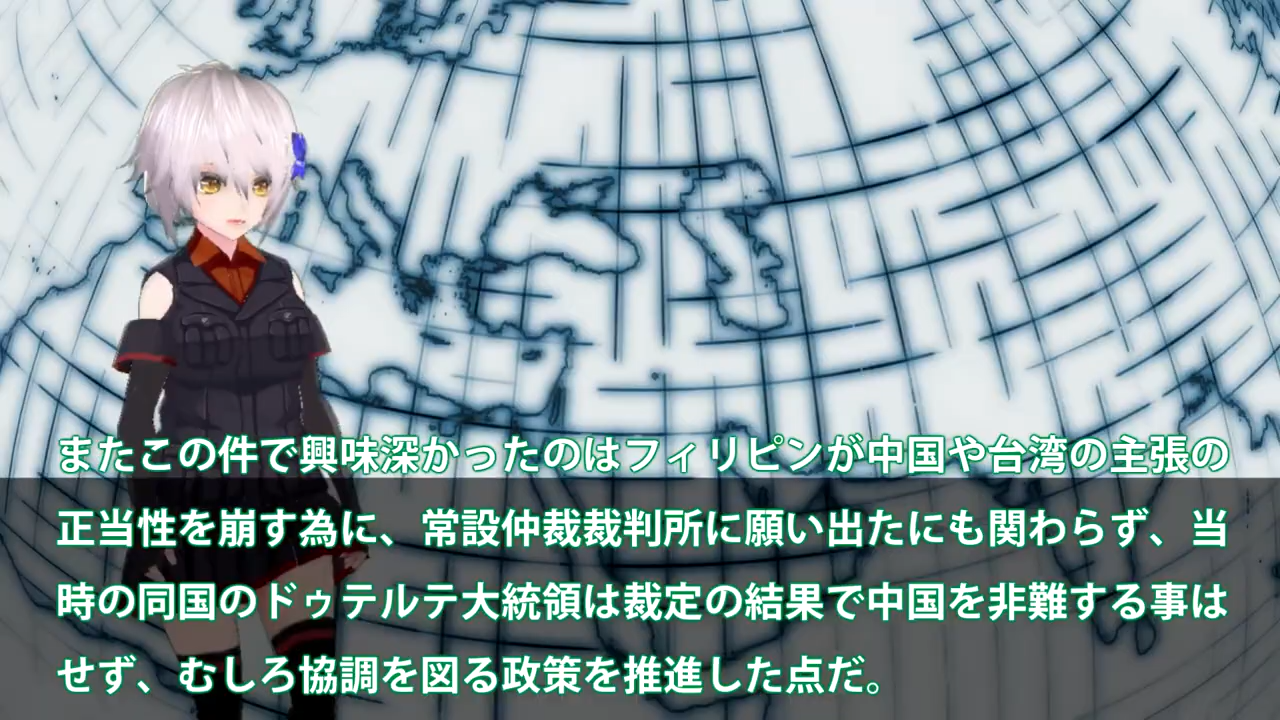 またこの件で興味深かったのはフィリピンが中国や台湾の主張の
正当性を崩す為に、常設仲裁裁判所に願い出たにも関わらず、当
時の同国のドゥテルテ大統領は裁定の結果で中国を非難する事は
せず、むしろ協調を図る政策を推進した点だ。